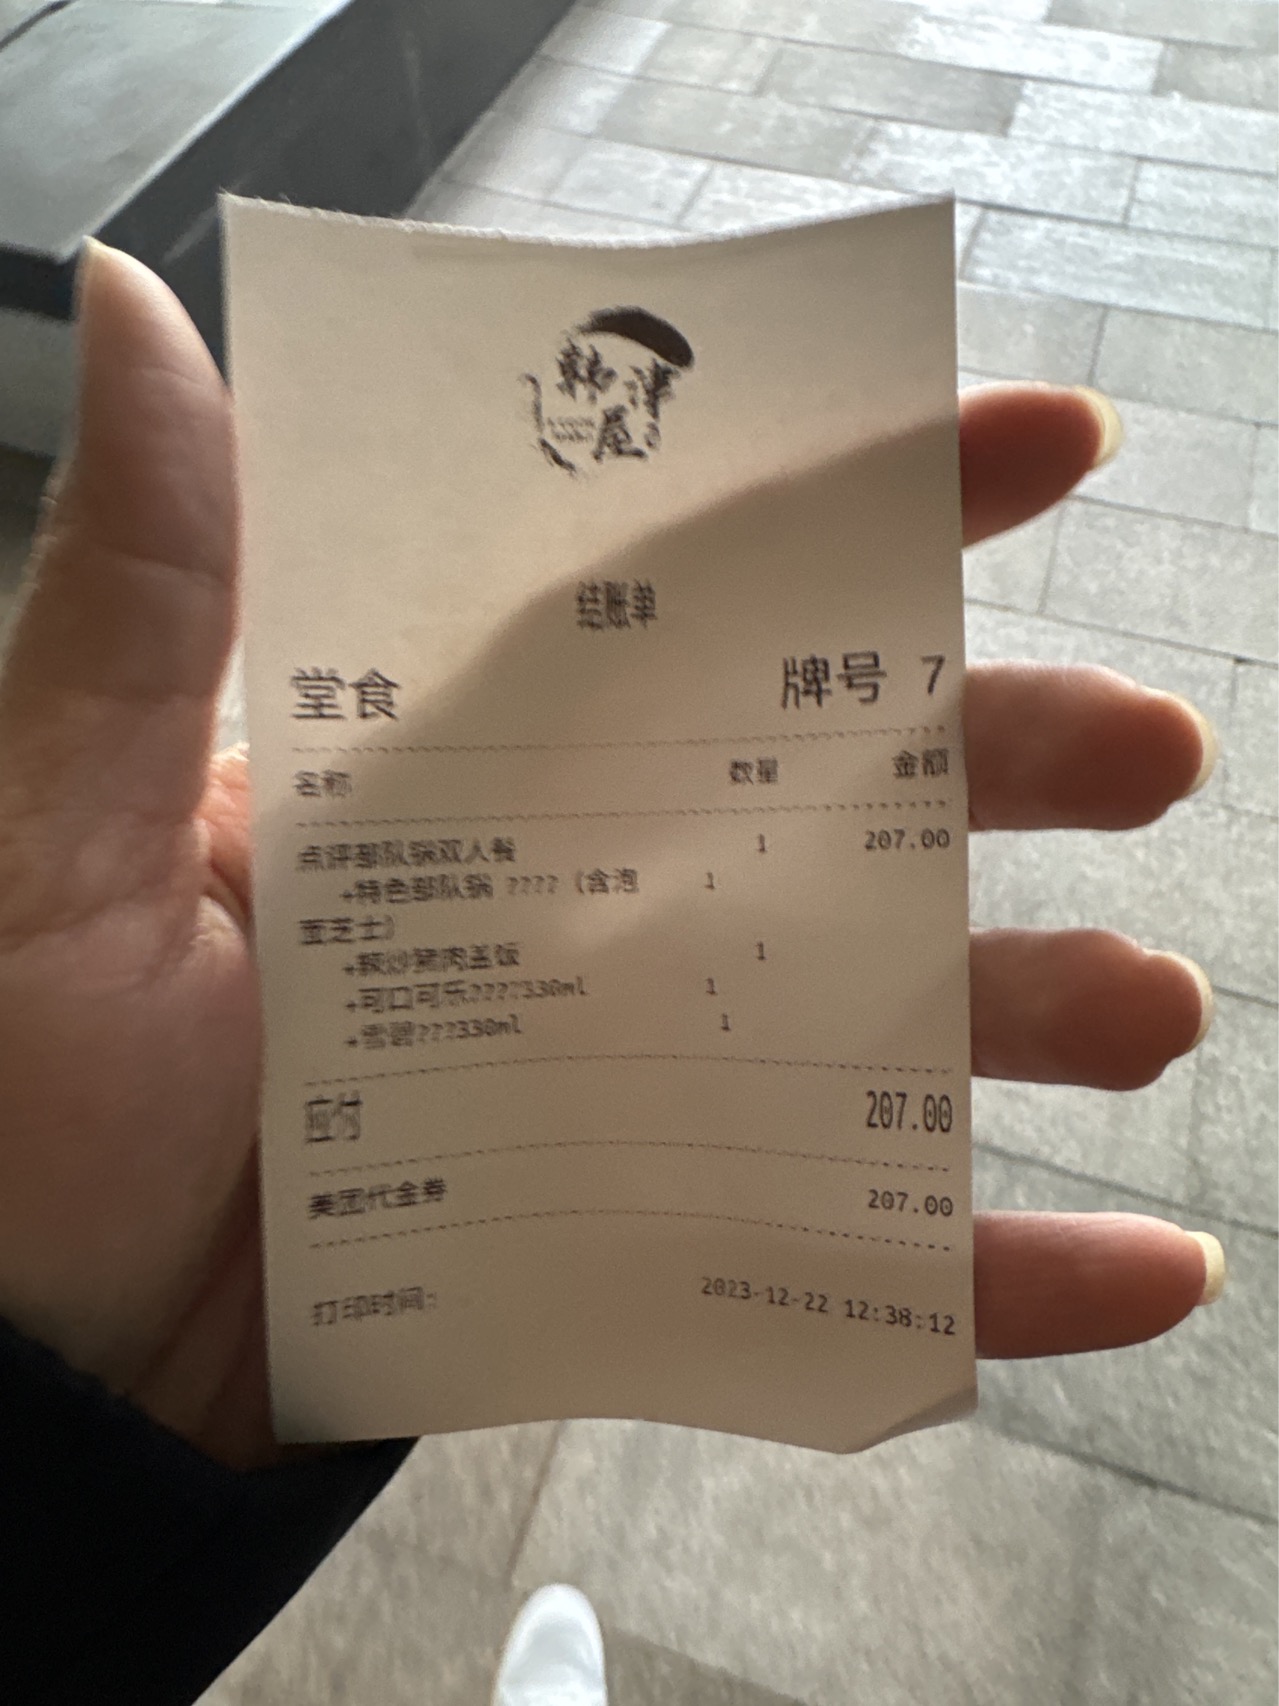 韩津屋
结账单
堂食 牌号 7
名称 数量 金额
点评部队锅双人餐 1 207.00
+特色部队锅 ???? (含泡 1
面芝士)
+辣炒猪肉盖饭 1
+可口可乐????330ml 1
+雪碧???330ml 1
应付 207.00
美团代金券 207.00
打印时间: 2023-12-22 12:38:12